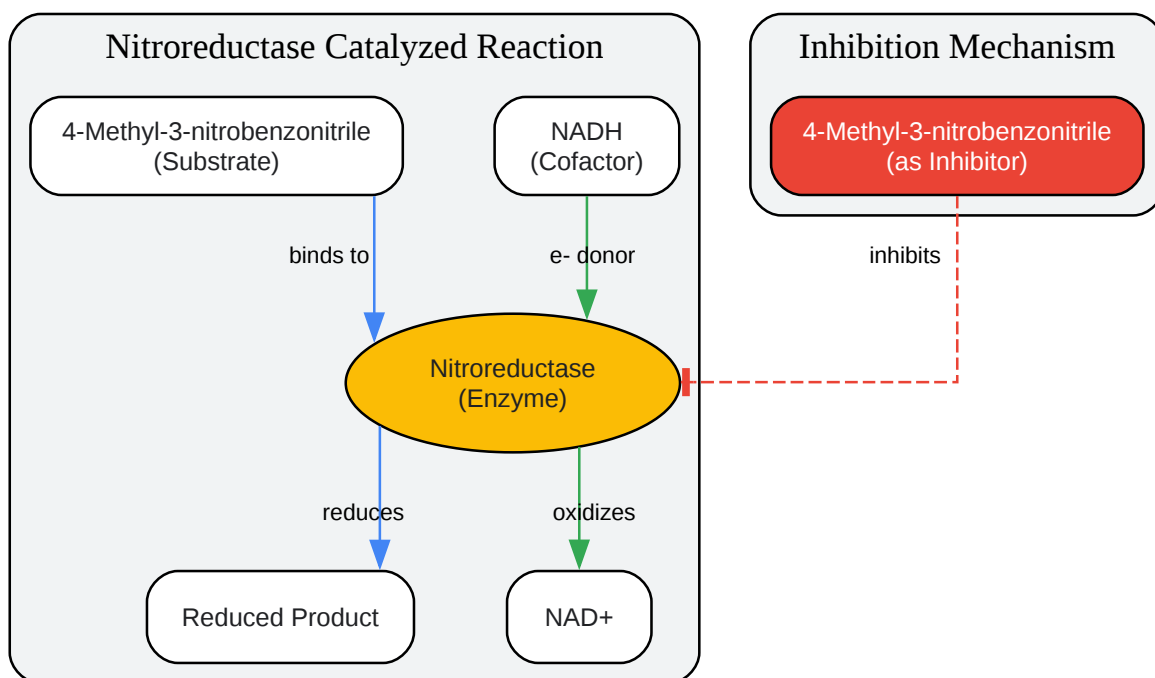 Nitroreductase Catalyzed Reaction
Inhibition Mechanism
4-Methyl-3-nitrobenzonitrile
(Substrate)
NADH
(Cofactor)
4-Methyl-3-nitrobenzonitrile
(as Inhibitor)
binds to
e- donor
inhibits
Nitroreductase
(Enzyme)
reduces
oxidizes
Reduced Product
NAD+